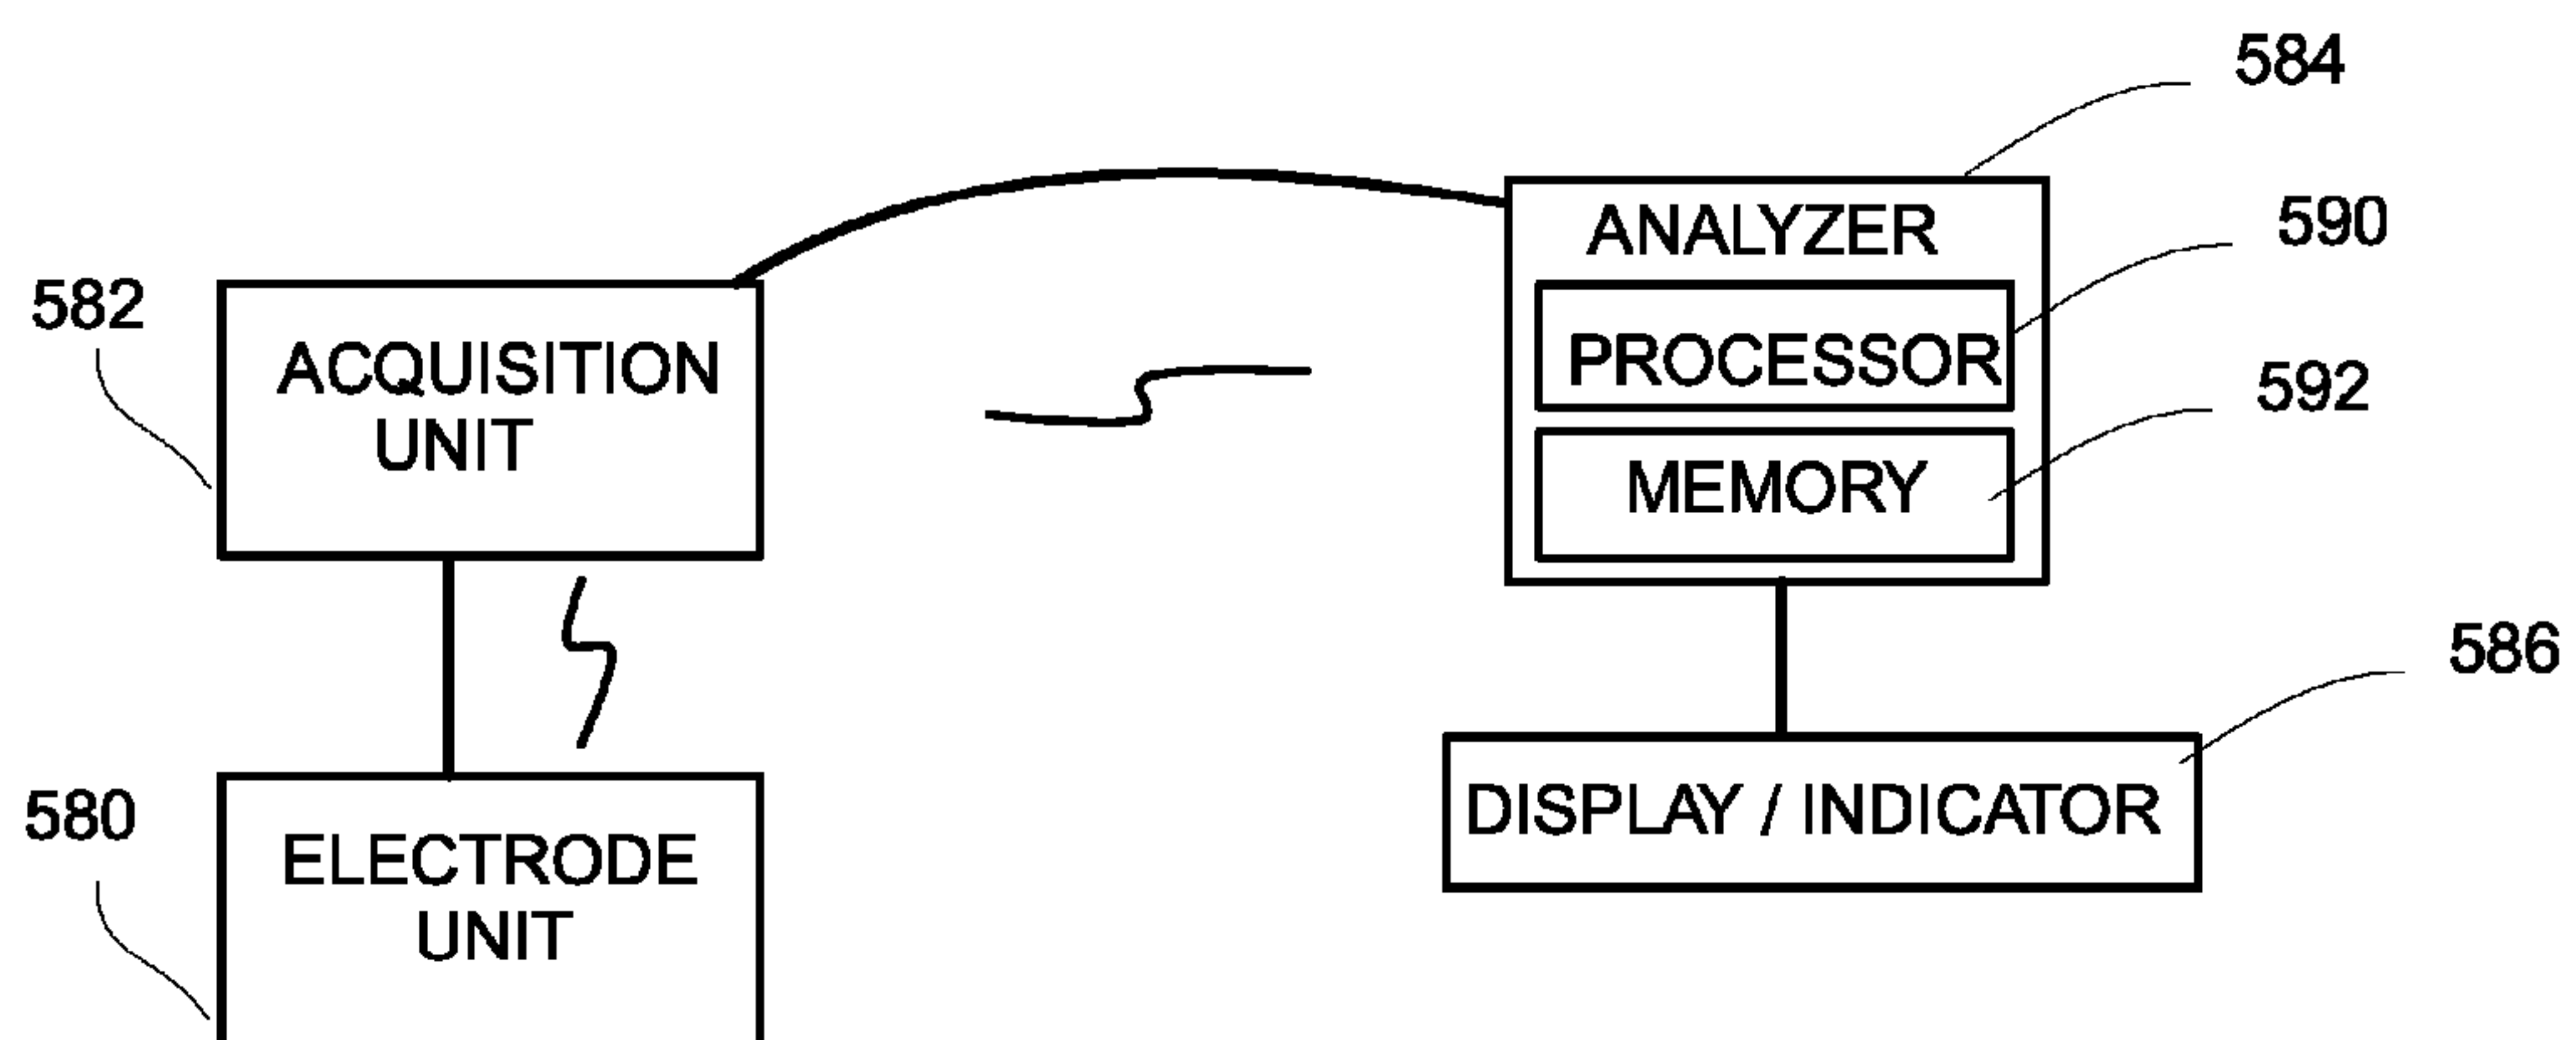 584
ANALYZER
590
582
ACQUISITION
UNIT
PROCESSOR
592
MEMORY
586
580
DISPLAY / INDICATOR
ELECTRODE
UNIT